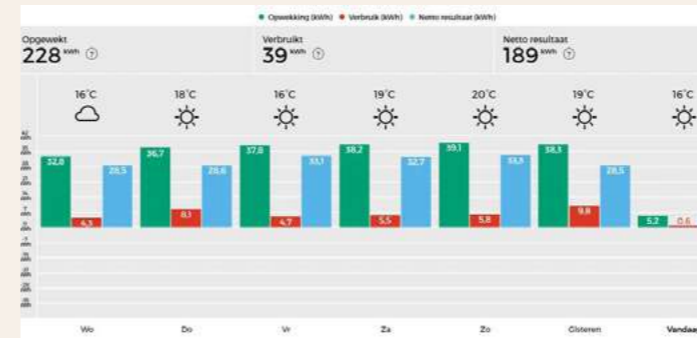 Opwekking (kWh) Verbruik (kWh) Netto resultaat (kWh)
Opgewekt Verbruikt Netto resultaat
228 kWh ? 39 kWh ? 189 kWh ?
16°C 18°C 16°C 19°C 20°C 19°C 16°C
32,8 4,3 28,5 36,7 8,1 28,6 37,8 4,7 33,1 38,2 5,5 32,7 39,1 5,8 33,3 38,3 9,8 28,5 5,2 0,6
Wo Do Vr Za Zo Gisteren Vandaag